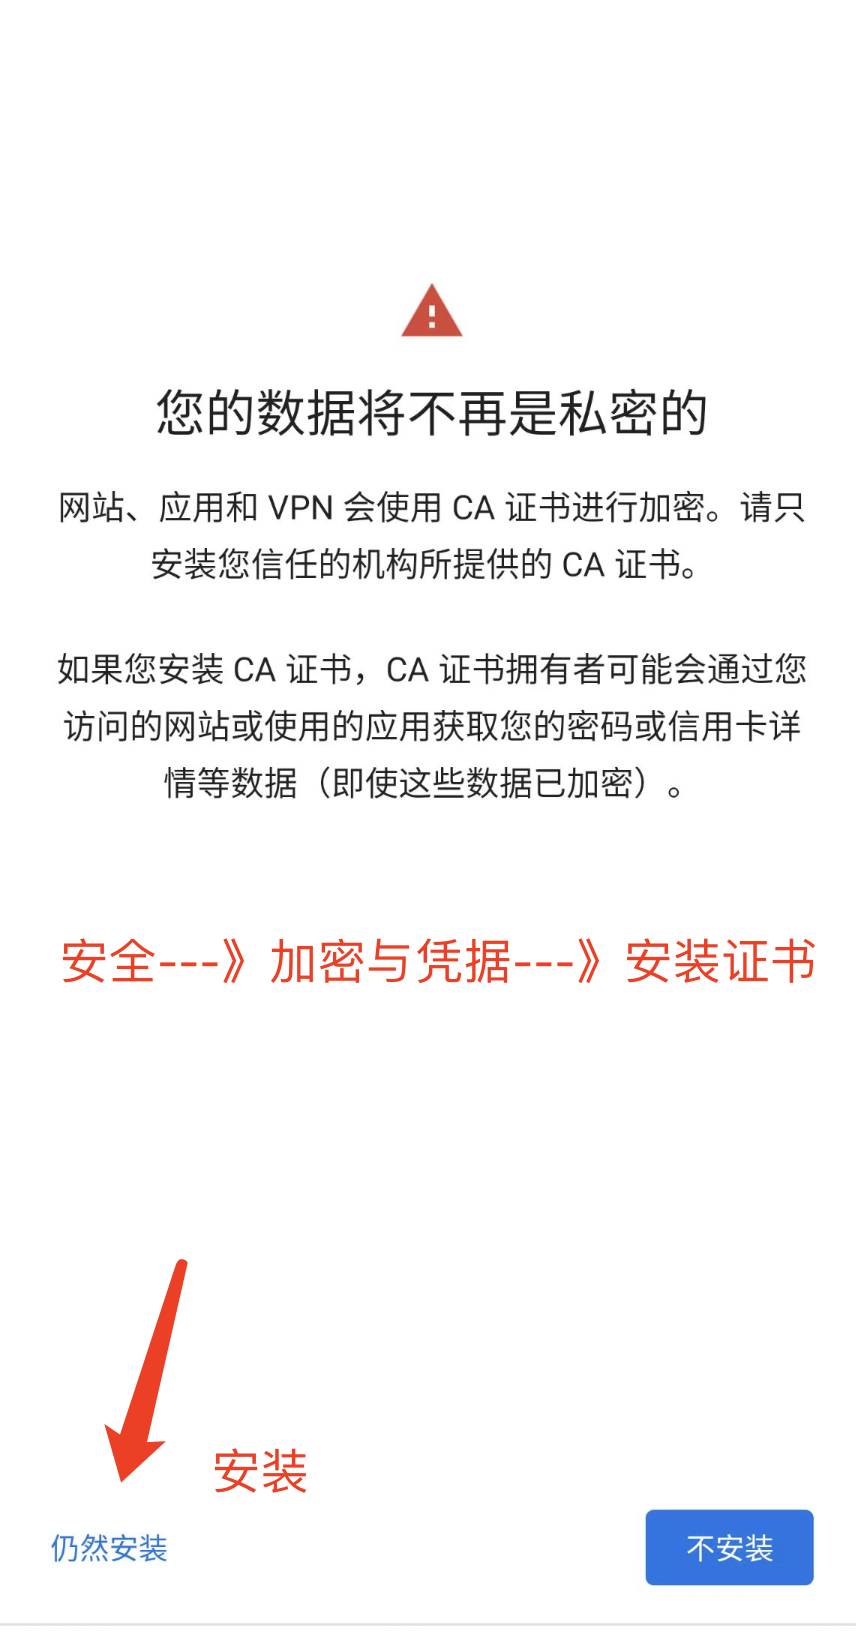 您的数据将不再是私密的
网站、应用和 VPN 会使用 CA 证书进行加密。请只
安装您信任的机构所提供的 CA 证书。
如果您安装 CA 证书，CA 证书拥有者可能会通过您
访问的网站或使用的应用获取您的密码或信用卡详
情等数据（即使这些数据已加密）。
安全---》加密与凭据---》安装证书
安装
仍然安装
不安装